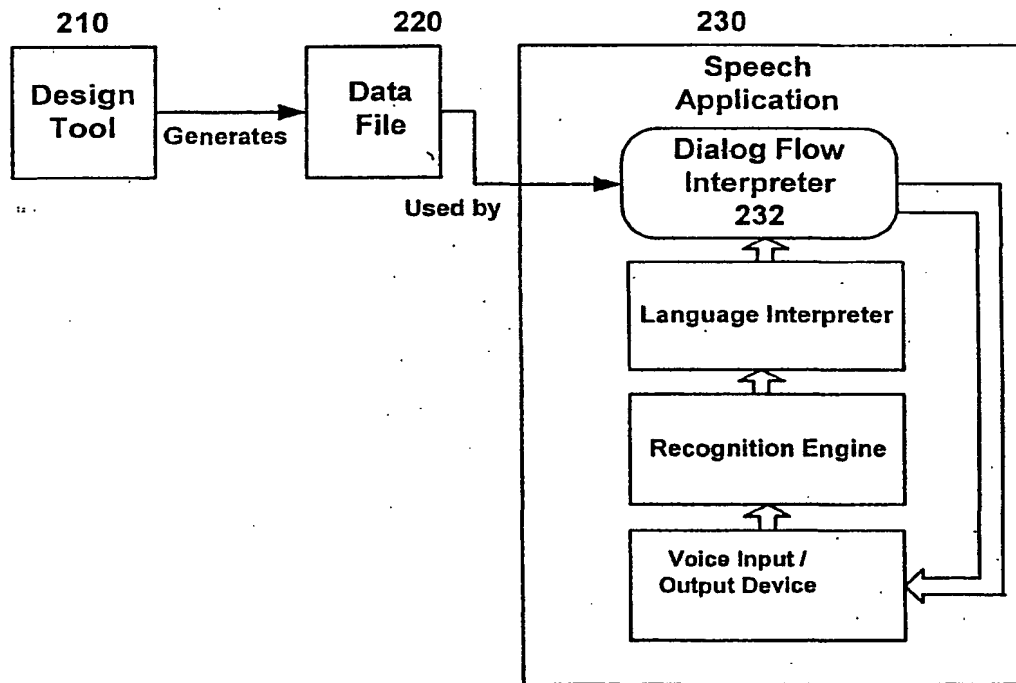 210
220
230
Design
Tool
Generates
Data
File
Used by
Speech
Application
Dialog Flow
Interpreter
232
Language Interpreter
Recognition Engine
Voice Input /
Output Device